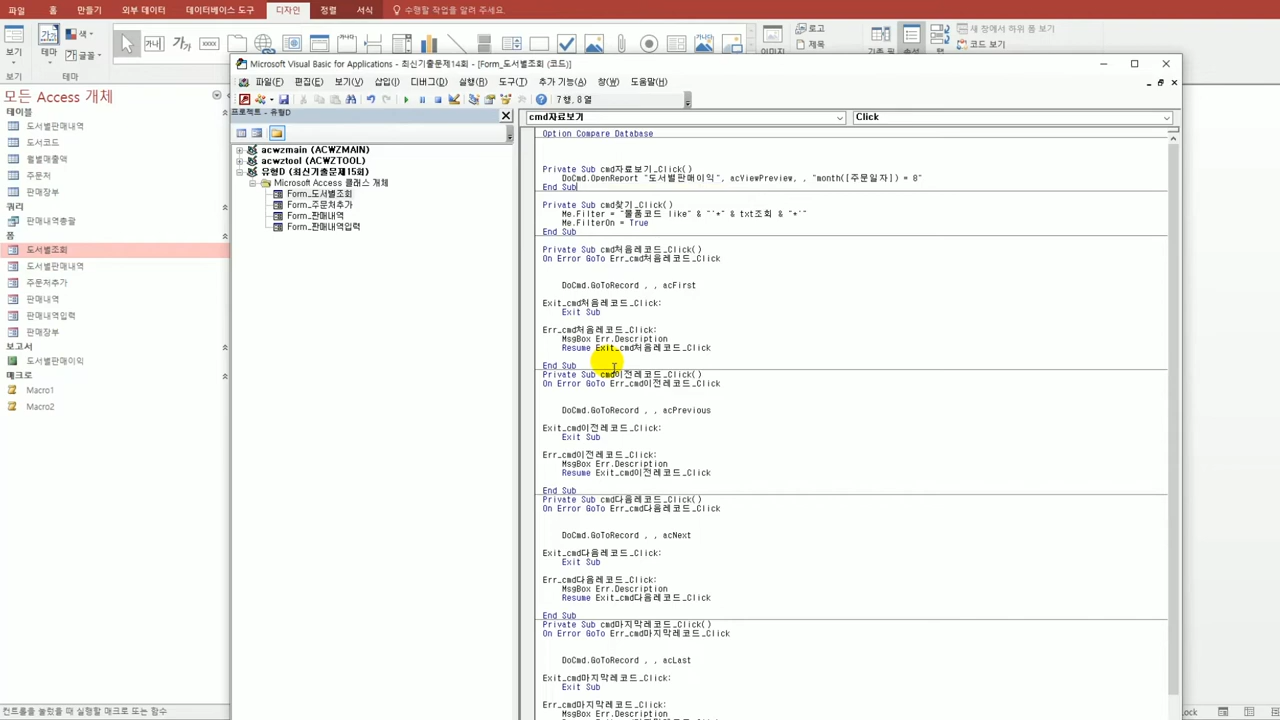 파일 홈 만들기 외부 데이터 데이터베이스 도구 디자인 정렬 서식 수행할 작업을 알려 주세요.
보기 테마 색 글꼴
가나 가가 xxxx
로고
제목
이미지
새 창에서 하위 폼 보기
코드 보기
보기 테마
Microsoft Visual Basic for Applications - 최신기출문제14회 - [Form_도서별조회 (코드)]
파일(F) 편집(E) 보기(V) 삽입(I) 디버그(D) 실행(R) 도구(T) 추가 기능(A) 창(W) 도움말(H)
7행, 8열
모든 Access 개체
테이블
도서별판매내역
도서코드
월별매출액
주문처
판매장부
쿼리
판매내역총괄
폼
도서별조회
도서별판매내역
주문처추가
판매내역
판매내역입력
판매장부
보고서
도서별판매이익
매크로
Macro1
Macro2
프로젝트 - 유형D
acwzmain (ACWZMAIN)
acwztool (ACWZTOOL)
유형D (최신기출문제15회)
Microsoft Access 클래스 개체
Form_도서별조회
Form_주문처추가
Form_판매내역
Form_판매내역입력
cmd자료보기 Click
Option Compare Database
Private Sub cmd자료보기_Click()
DoCmd.OpenReport "도서별판매이익", acViewPreview, , "month([주문일자]) = 8"
End Sub
Private Sub cmd찾기_Click()
Me.Filter = "물품코드 like" & "'*" & txt조회 & "*'"
Me.FilterOn = True
End Sub
Private Sub cmd처음레코드_Click()
On Error GoTo Err_cmd처음레코드_Click
DoCmd.GoToRecord , , acFirst
Exit_cmd처음레코드_Click:
Exit Sub
Err_cmd처음레코드_Click:
MsgBox Err.Description
Resume Exit_cmd처음레코드_Click
End Sub
Private Sub cmd이전레코드_Click()
On Error GoTo Err_cmd이전레코드_Click
DoCmd.GoToRecord , , acPrevious
Exit_cmd이전레코드_Click:
Exit Sub
Err_cmd이전레코드_Click:
MsgBox Err.Description
Resume Exit_cmd이전레코드_Click
End Sub
Private Sub cmd다음레코드_Click()
On Error GoTo Err_cmd다음레코드_Click
DoCmd.GoToRecord , , acNext
Exit_cmd다음레코드_Click:
Exit Sub
Err_cmd다음레코드_Click:
MsgBox Err.Description
Resume Exit_cmd다음레코드_Click
End Sub
Private Sub cmd마지막레코드_Click()
On Error GoTo Err_cmd마지막레코드_Click
DoCmd.GoToRecord , , acLast
Exit_cmd마지막레코드_Click:
Exit Sub
Err_cmd마지막레코드_Click:
MsgBox Err.Description
컨트롤을 눌렀을 때 실행할 매크로 또는 함수